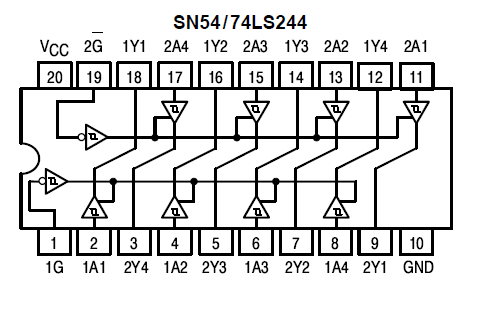 SN54/74LS244
VCC 2G̅ 1Y1 2A4 1Y2 2A3 1Y3 2A2 1Y4 2A1
20 19 18 17 16 15 14 13 12 11
1 2 3 4 5 6 7 8 9 10
1G 1A1 2Y4 1A2 2Y3 1A3 2Y2 1A4 2Y1 GND